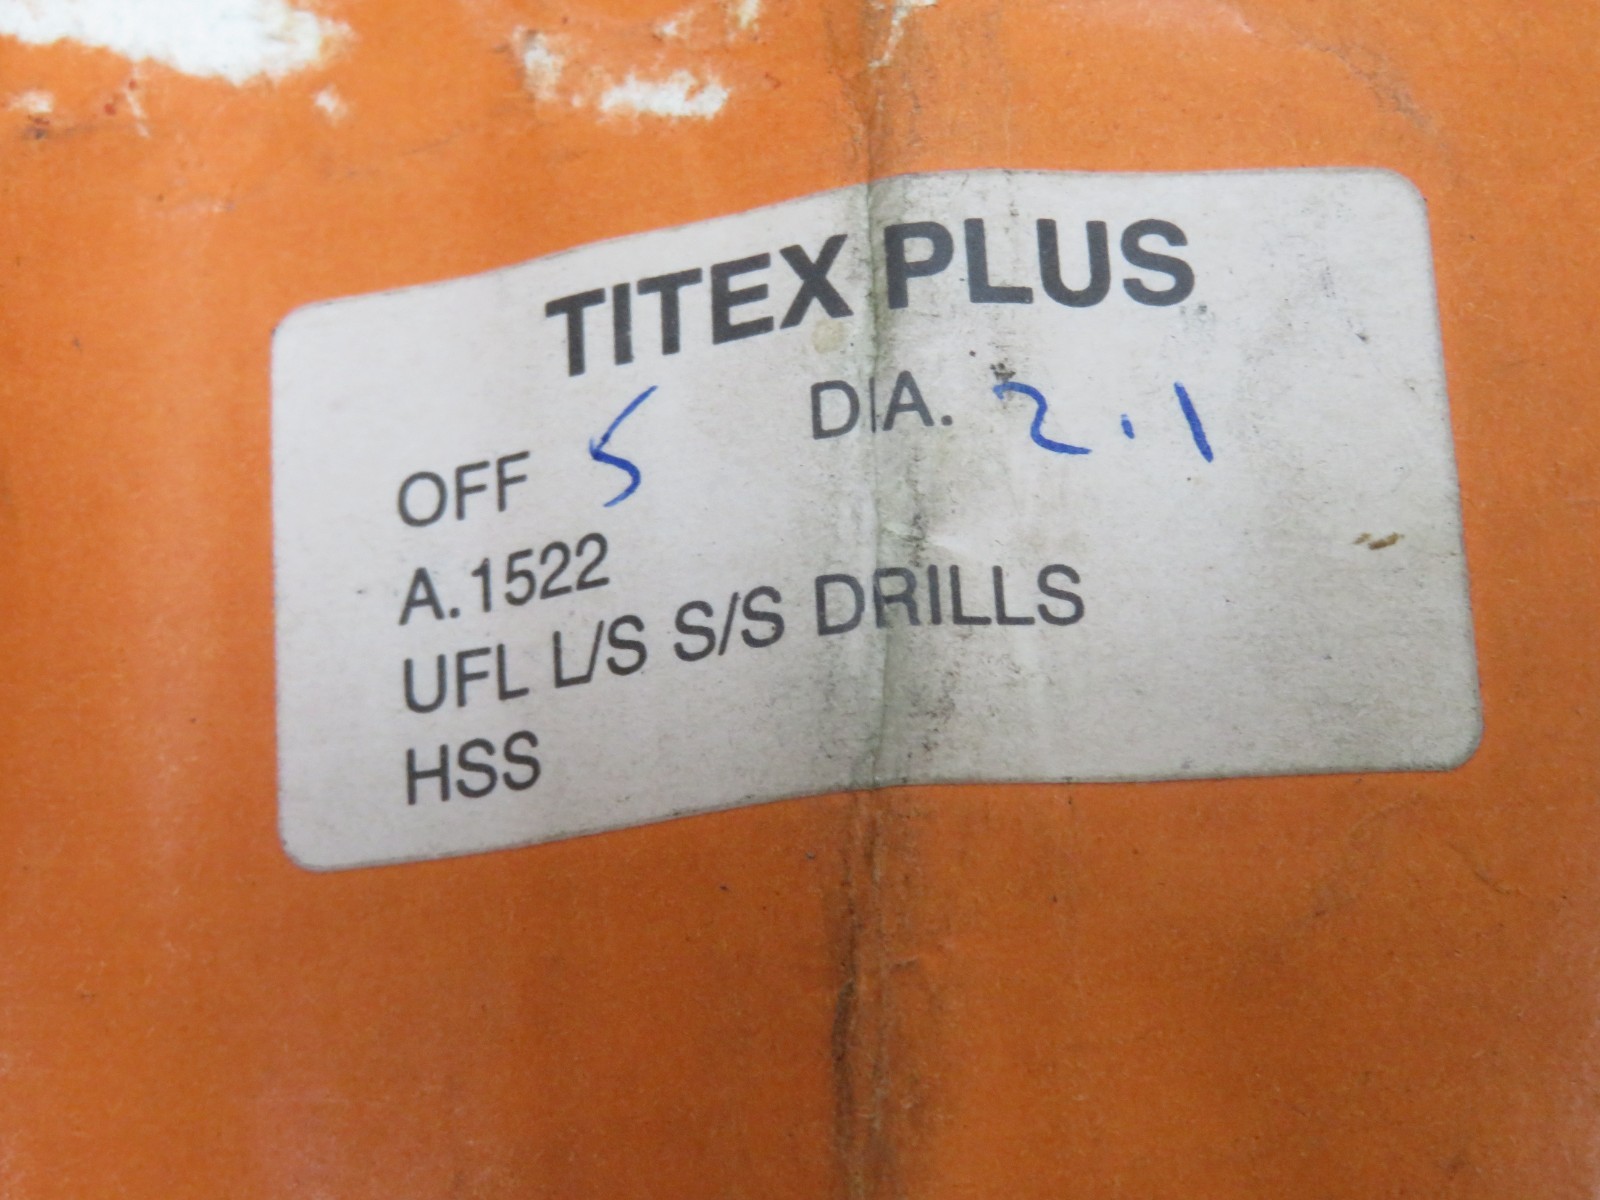 TITEX PLUS
OFF 5 DIA. 2.1
A.1522
UFL L/S S/S DRILLS
HSS